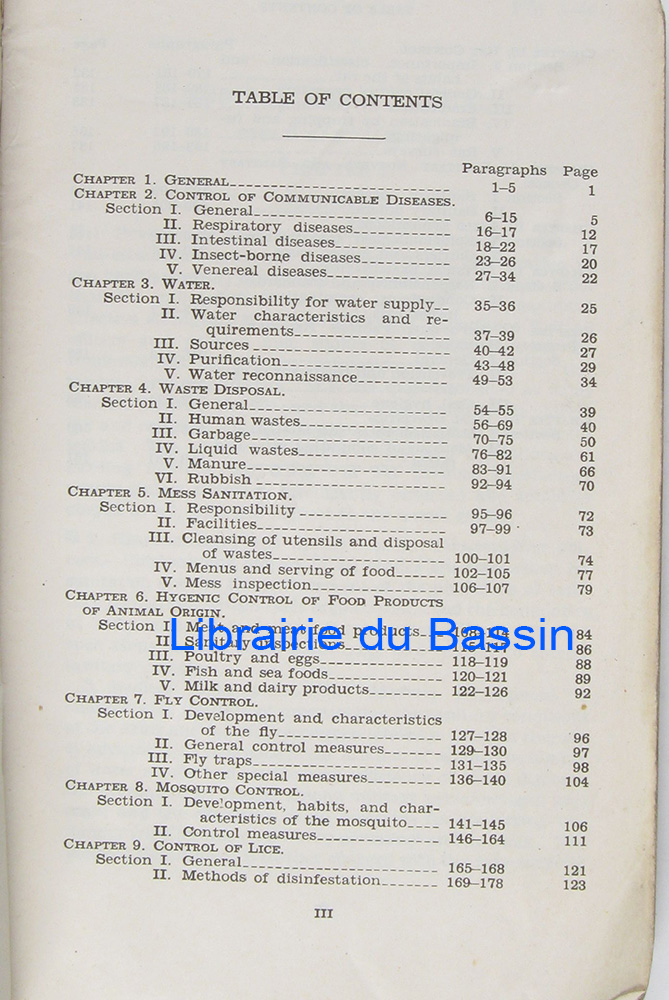 TABLE OF CONTENTS
Paragraphs Page
CHAPTER 1. GENERAL 1–5 1
CHAPTER 2. CONTROL OF COMMUNICABLE DISEASES.
Section I. General 6–15 5
II. Respiratory diseases 16–17 12
III. Intestinal diseases 18–22 17
IV. Insect-borne diseases 23–26 20
V. Venereal diseases 27–34 22
CHAPTER 3. WATER.
Section I. Responsibility for water supply 35–36 25
II. Water characteristics and re-
quirements 37–39 26
III. Sources 40–42 27
IV. Purification 43–48 29
V. Water reconnaissance 49–53 34
CHAPTER 4. WASTE DISPOSAL.
Section I. General 54–55 39
II. Human wastes 56–69 40
III. Garbage 70–75 50
IV. Liquid wastes 76–82 61
V. Manure 83–91 66
VI. Rubbish 92–94 70
CHAPTER 5. MESS SANITATION.
Section I. Responsibility 95–96 72
II. Facilities 97–99 73
III. Cleansing of utensils and disposal
of wastes 100–101 74
IV. Menus and serving of food 102–105 77
V. Mess inspection 106–107 79
CHAPTER 6. HYGENIC CONTROL OF FOOD PRODUCTS
OF ANIMAL ORIGIN.
Section I. Meat and meat food products 108–114 84
Librairie du Bassin
II. Sanitary inspections 115–117 86
III. Poultry and eggs 118–119 88
IV. Fish and sea foods 120–121 89
V. Milk and dairy products 122–126 92
CHAPTER 7. FLY CONTROL.
Section I. Development and characteristics
of the fly 127–128 96
II. General control measures 129–130 97
III. Fly traps 131–135 98
IV. Other special measures 136–140 104
CHAPTER 8. MOSQUITO CONTROL.
Section I. Development, habits, and char-
acteristics of the mosquito 141–145 106
II. Control measures 146–164 111
CHAPTER 9. CONTROL OF LICE.
Section I. General 165–168 121
II. Methods of disinfestation 169–178 123
III